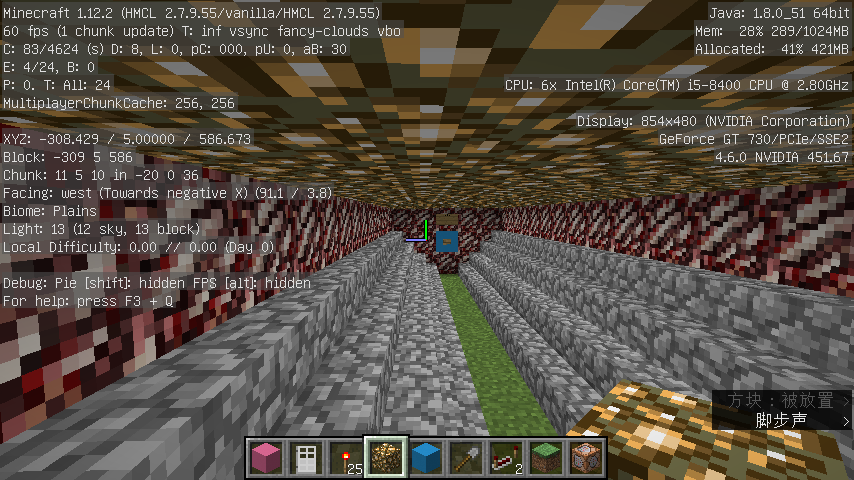 Minecraft 1.12.2 (HMCL 2.7.9.55/vanilla/HMCL 2.7.9.55)
60 fps (1 chunk update) T: inf vsync fancy-clouds vbo
C: 83/4624 (s) D: 8, L: 0, pC: 000, pU: 0, aB: 30
E: 4/24, B: 0
P: 0. T: All: 24
MultiplayerChunkCache: 256, 256
XYZ: -308.429 / 5.00000 / 586.673
Block: -309 5 586
Chunk: 11 5 10 in -20 0 36
Facing: west (Towards negative X) (91.1 / 3.8)
Biome: Plains
Light: 13 (12 sky, 13 block)
Local Difficulty: 0.00 // 0.00 (Day 0)
Debug: Pie [shift]: hidden FPS [alt]: hidden
For help: press F3 + Q
Java: 1.8.0_51 64bit
Mem: 28% 289/1024MB
Allocated: 41% 421MB
CPU: 6x Intel(R) Core(TM) i5-8400 CPU @ 2.80GHz
Display: 854x480 (NVIDIA Corporation)
GeForce GT 730/PCIe/SSE2
4.6.0 NVIDIA 451.67
方块：被放置 >
脚步声 >
25
2